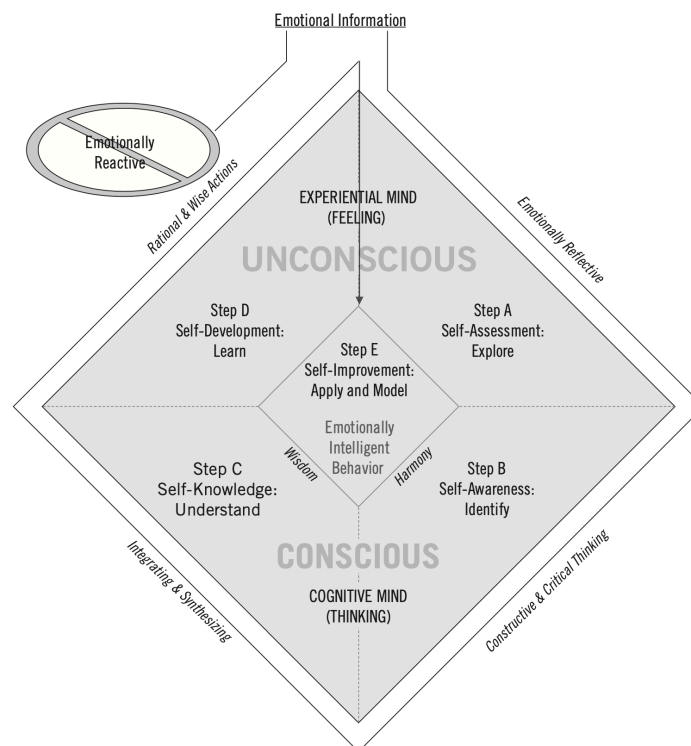 Emotional Information
Emotionally
Reactive
Rational & Wise Actions
Emotionally Reflective
EXPERIENTIAL MIND
(FEELING)
UNCONSCIOUS
Step D
Self-Development:
Learn
Step A
Self-Assessment:
Explore
Step E
Self-Improvement:
Apply and Model
Emotionally
Intelligent
Behavior
Wisdom
Harmony
Step C
Self-Knowledge:
Understand
Step B
Self-Awareness:
Identify
CONSCIOUS
COGNITIVE MIND
(THINKING)
Integrating & Synthesizing
Constructive & Critical Thinking